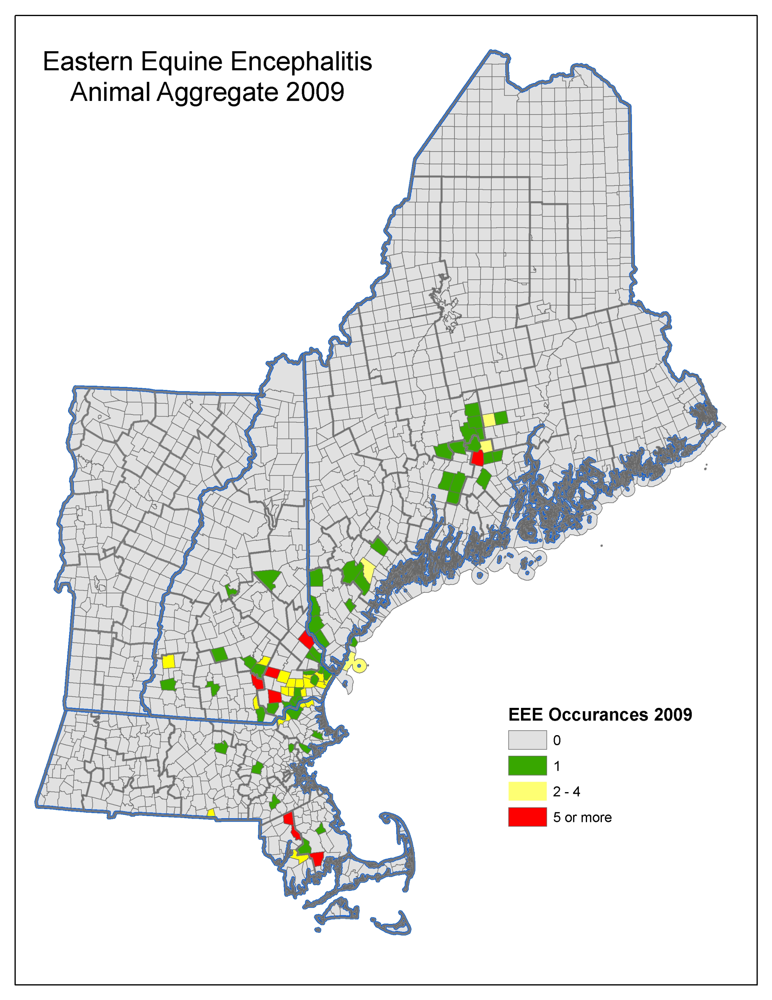 Eastern Equine Encephalitis
Animal Aggregate 2009
EEE Occurances 2009
0
1
2 - 4
5 or more